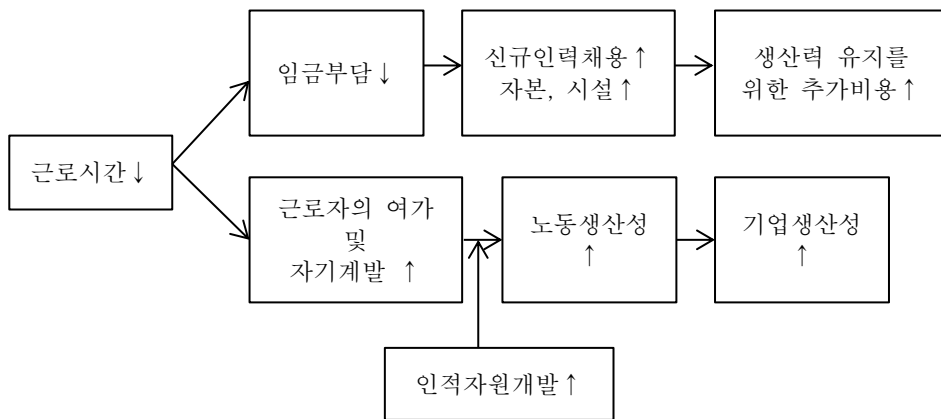 임금부담↓
신규인력채용↑
자본, 시설↑
생산력 유지를
위한 추가비용↑
근로시간↓
근로자의 여가
및
자기계발 ↑
노동생산성
↑
기업생산성
↑
인적자원개발↑